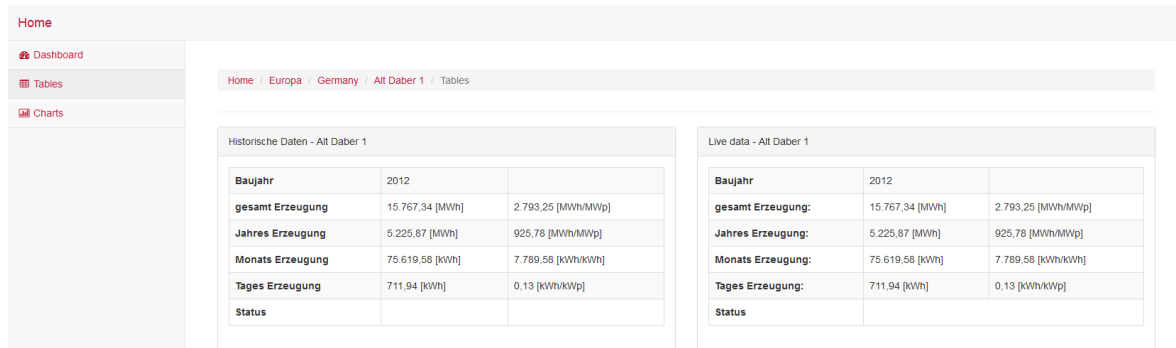 Home
Dashboard
Tables
Charts
Home / Europa / Germany / Alt Daber 1 / Tables
Historische Daten - Alt Daber 1
Baujahr 2012
gesamt Erzeugung 15.767,34 [MWh] 2.793,25 [MWh/MWp]
Jahres Erzeugung 5.225,87 [MWh] 925,78 [MWh/MWp]
Monats Erzeugung 75.619,58 [kWh] 7.789,58 [kWh/kWh]
Tages Erzeugung 711,94 [kWh] 0,13 [kWh/kWp]
Status
Live data - Alt Daber 1
Baujahr 2012
gesamt Erzeugung: 15.767,34 [MWh] 2.793,25 [MWh/MWp]
Jahres Erzeugung: 5.225,87 [MWh] 925,78 [MWh/MWp]
Monats Erzeugung: 75.619,58 [kWh] 7.789,58 [kWh/kWh]
Tages Erzeugung: 711,94 [kWh] 0,13 [kWh/kWp]
Status